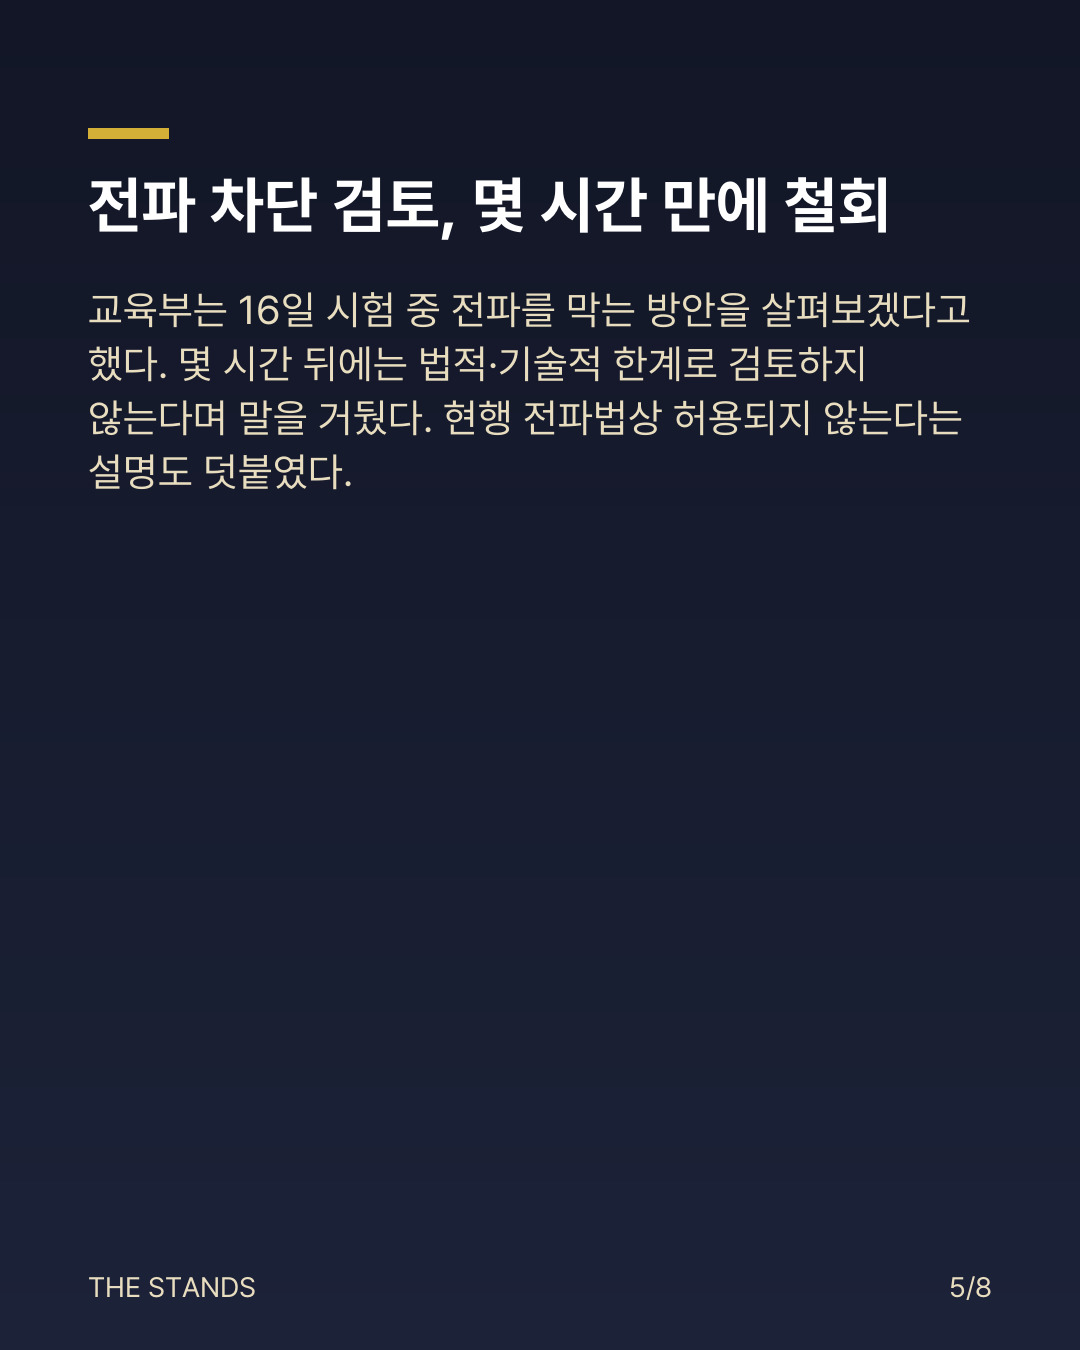 전파 차단 검토, 몇 시간 만에 철회
교육부는 16일 시험 중 전파를 막는 방안을 살펴보겠다고
했다. 몇 시간 뒤에는 법적·기술적 한계로 검토하지
않는다며 말을 거뒀다. 현행 전파법상 허용되지 않는다는
설명도 덧붙였다.
THE STANDS
5/8